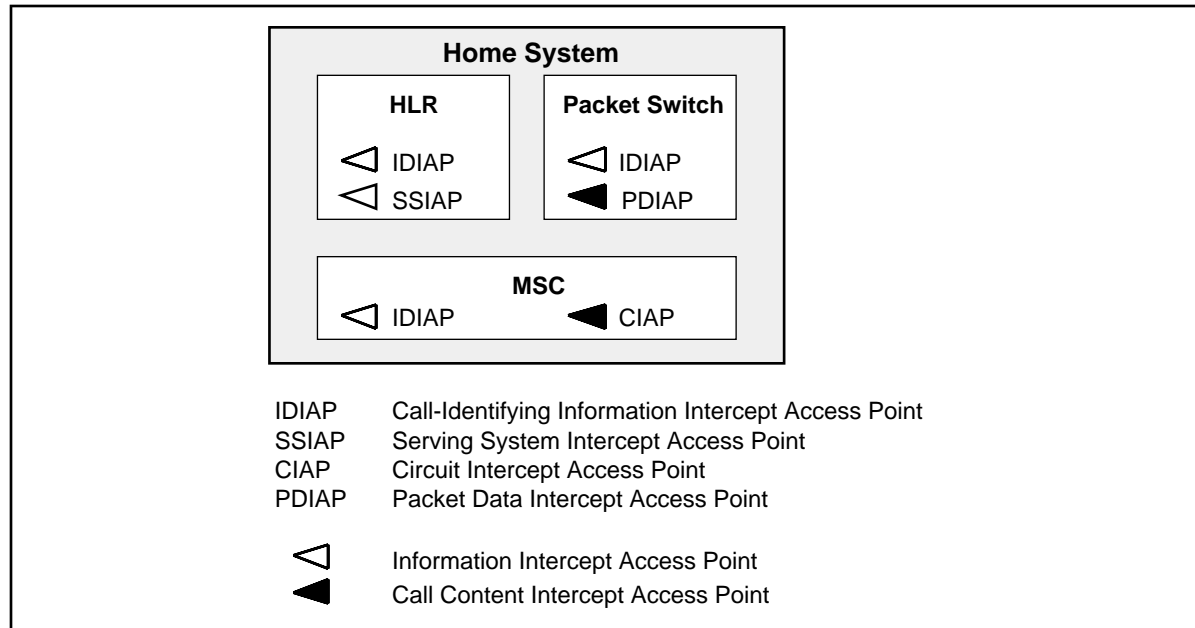 Home System
HLR
IDIAP
SSIAP
Packet Switch
IDIAP
PDIAP
MSC
IDIAP CIAP
IDIAP Call-Identifying Information Intercept Access Point
SSIAP Serving System Intercept Access Point
CIAP Circuit Intercept Access Point
PDIAP Packet Data Intercept Access Point
Information Intercept Access Point
Call Content Intercept Access Point